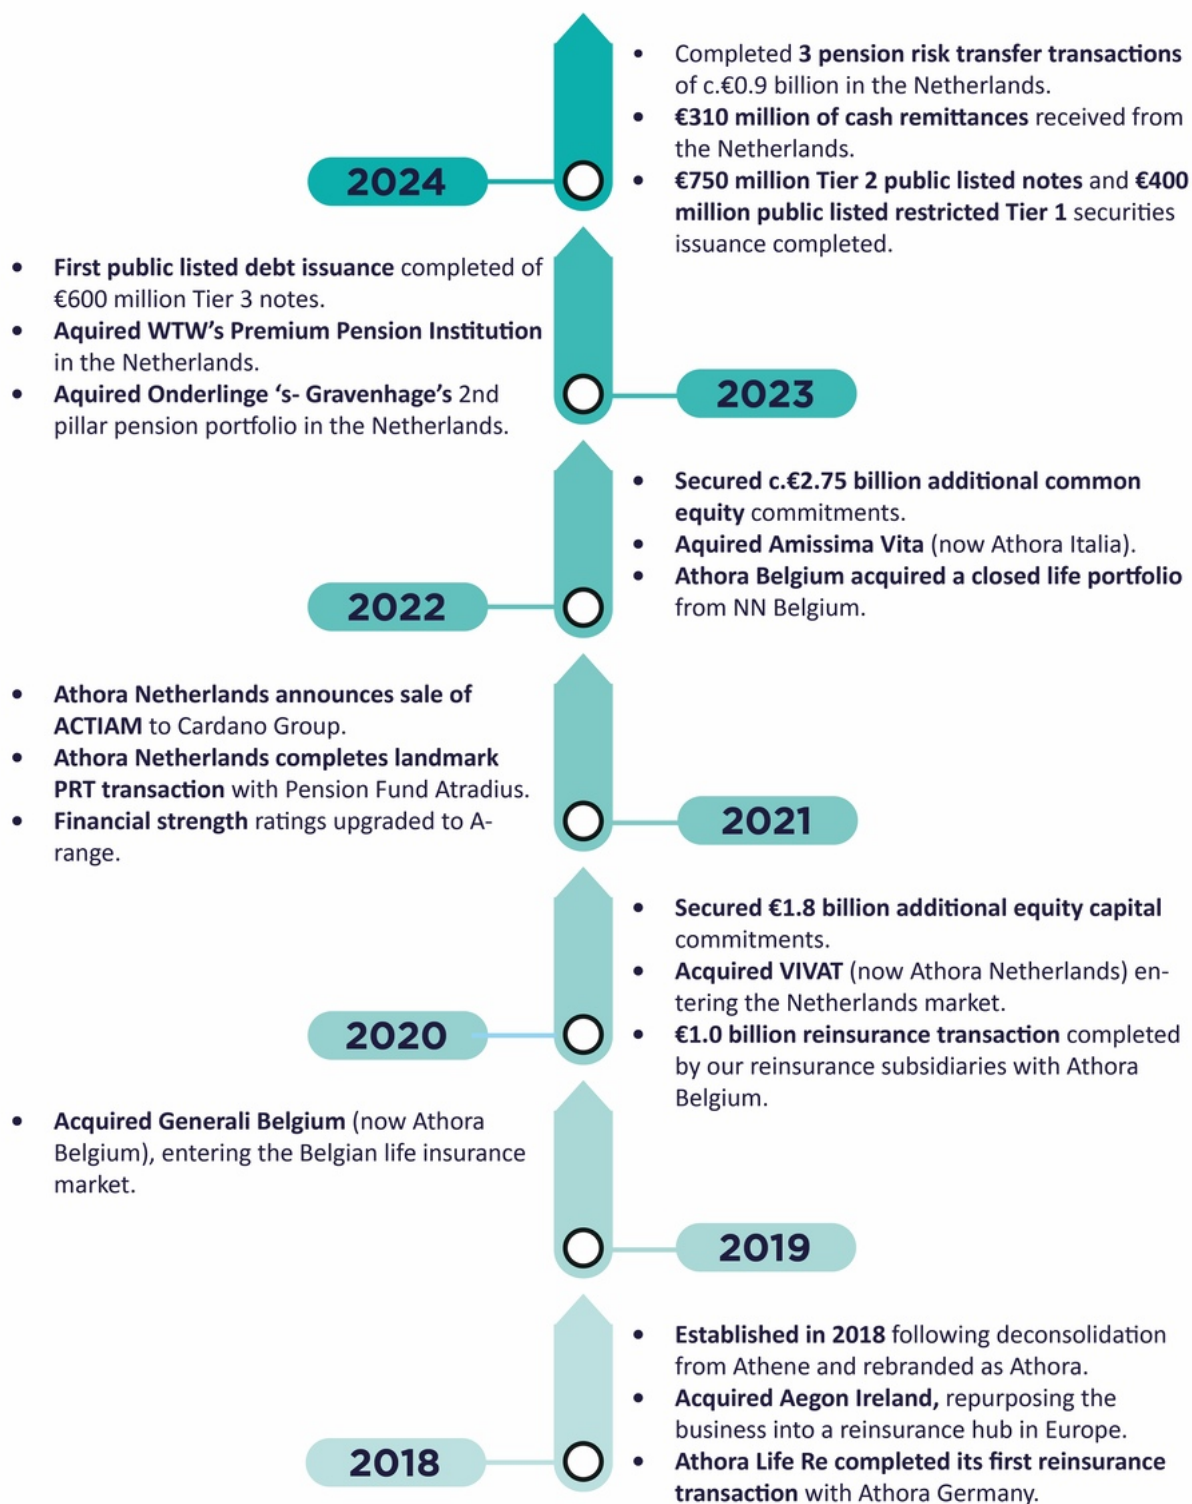 • Completed 3 pension risk transfer transactions
of c.€0.9 billion in the Netherlands.
• €310 million of cash remittances received from
the Netherlands.
• €750 million Tier 2 public listed notes and €400
million public listed restricted Tier 1 securities
issuance completed.
2024
• First public listed debt issuance completed of
€600 million Tier 3 notes.
• Aquired WTW’s Premium Pension Institution
in the Netherlands.
• Aquired Onderlinge ‘s- Gravenhage’s 2nd
pillar pension portfolio in the Netherlands.
2023
• Secured c.€2.75 billion additional common
equity commitments.
• Aquired Amissima Vita (now Athora Italia).
• Athora Belgium acquired a closed life portfolio
from NN Belgium.
2022
• Athora Netherlands announces sale of
ACTIAM to Cardano Group.
• Athora Netherlands completes landmark
PRT transaction with Pension Fund Atradius.
• Financial strength ratings upgraded to A-
range.
2021
• Secured €1.8 billion additional equity capital
commitments.
• Acquired VIVAT (now Athora Netherlands) en-
tering the Netherlands market.
• €1.0 billion reinsurance transaction completed
by our reinsurance subsidiaries with Athora
Belgium.
2020
• Acquired Generali Belgium (now Athora
Belgium), entering the Belgian life insurance
market.
2019
• Established in 2018 following deconsolidation
from Athene and rebranded as Athora.
• Acquired Aegon Ireland, repurposing the
business into a reinsurance hub in Europe.
• Athora Life Re completed its first reinsurance
transaction with Athora Germany.
2018